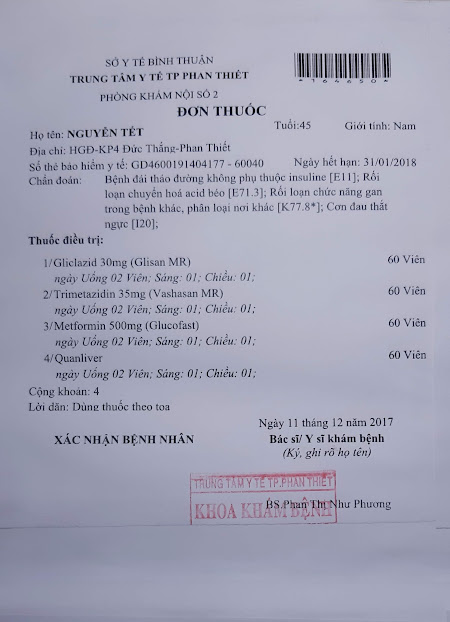 SỞ Y TẾ BÌNH THUẬN
TRUNG TÂM Y TẾ TP PHAN THIẾT
*764650*
PHÒNG KHÁM NỘI SỐ 2
ĐƠN THUỐC
Họ tên: NGUYỄN TẾT Tuổi:45 Giới tính: Nam
Địa chỉ: HGĐ-KP4 Đức Thắng-Phan Thiết
Số thẻ bảo hiểm y tế: GD4600191404177 - 60040 Ngày hết hạn: 31/01/2018
Chẩn đoán: Bệnh đái tháo đường không phụ thuộc insuline [E11]; Rối
loạn chuyển hoá acid béo [E71.3]; Rối loạn chức năng gan
trong bệnh khác, phân loại nơi khác [K77.8*]; Cơn đau thắt
ngực [I20];
Thuốc điều trị:
1/Gliclazid 30mg (Glisan MR) 60 Viên
ngày Uống 02 Viên; Sáng: 01; Chiều: 01;
2/Trimetazidin 35mg (Vashasan MR) 60 Viên
ngày Uống 02 Viên; Sáng: 01; Chiều: 01;
3/Metformin 500mg (Glucofast) 60 Viên
ngày Uống 02 Viên; Sáng: 01; Chiều: 01;
4/Quanliver 60 Viên
ngày Uống 02 Viên; Sáng: 01; Chiều: 01;
Cộng khoản: 4
Lời dặn: Dùng thuốc theo toa
Ngày 11 tháng 12 năm 2017
XÁC NHẬN BỆNH NHÂN Bác sĩ/ Y sĩ khám bệnh
(Ký, ghi rõ họ tên)
TRUNG TÂM Y TẾ TP.PHAN THIẾT
BS.Phan Thị Như Phương
KHOA KHÁM BỆNH